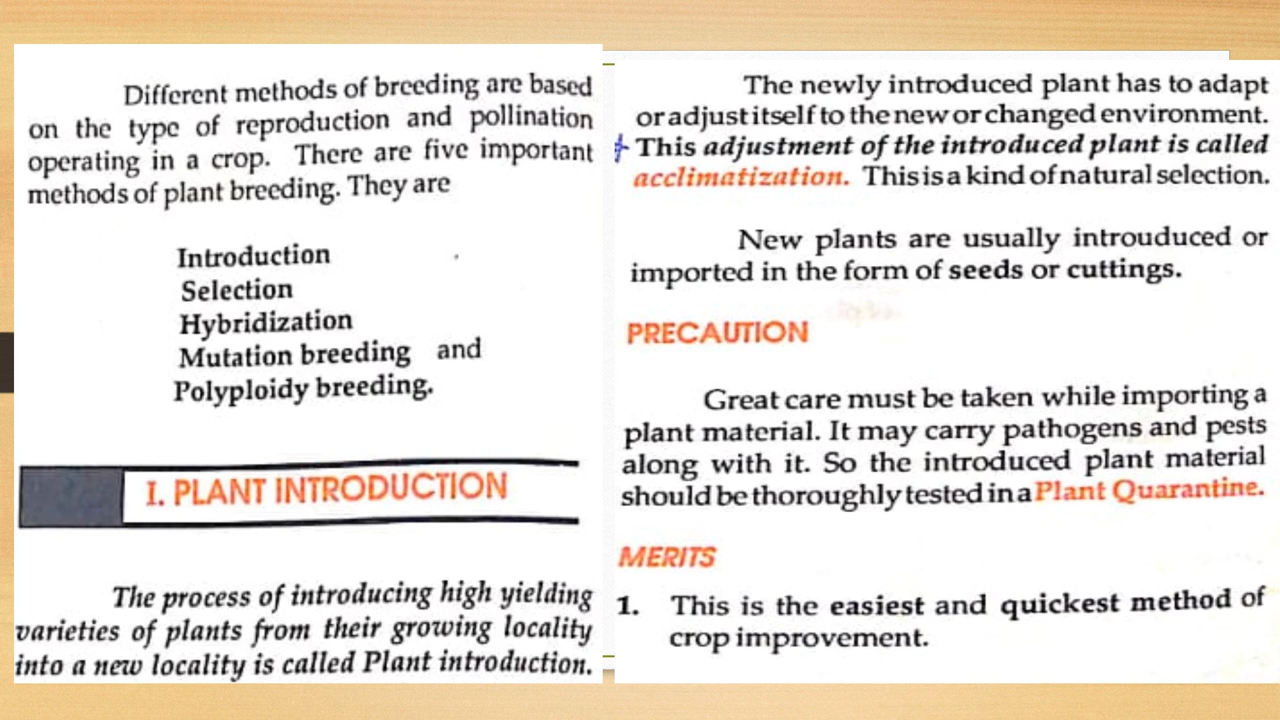 Different methods of breeding are based
on the type of reproduction and pollination
operating in a crop. There are five important
methods of plant breeding. They are
Introduction
Selection
Hybridization
Mutation breeding and
Polyploidy breeding.
I. PLANT INTRODUCTION
The process of introducing high yielding
varieties of plants from their growing locality
into a new locality is called Plant introduction.
The newly introduced plant has to adapt
or adjust itself to the new or changed environment.
This adjustment of the introduced plant is called
acclimatization. This is a kind of natural selection.
New plants are usually introuduced or
imported in the form of seeds or cuttings.
PRECAUTION
Great care must be taken while importing a
plant material. It may carry pathogens and pests
along with it. So the introduced plant material
should be thoroughly tested in a Plant Quarantine.
MERITS
1. This is the easiest and quickest method of
crop improvement.